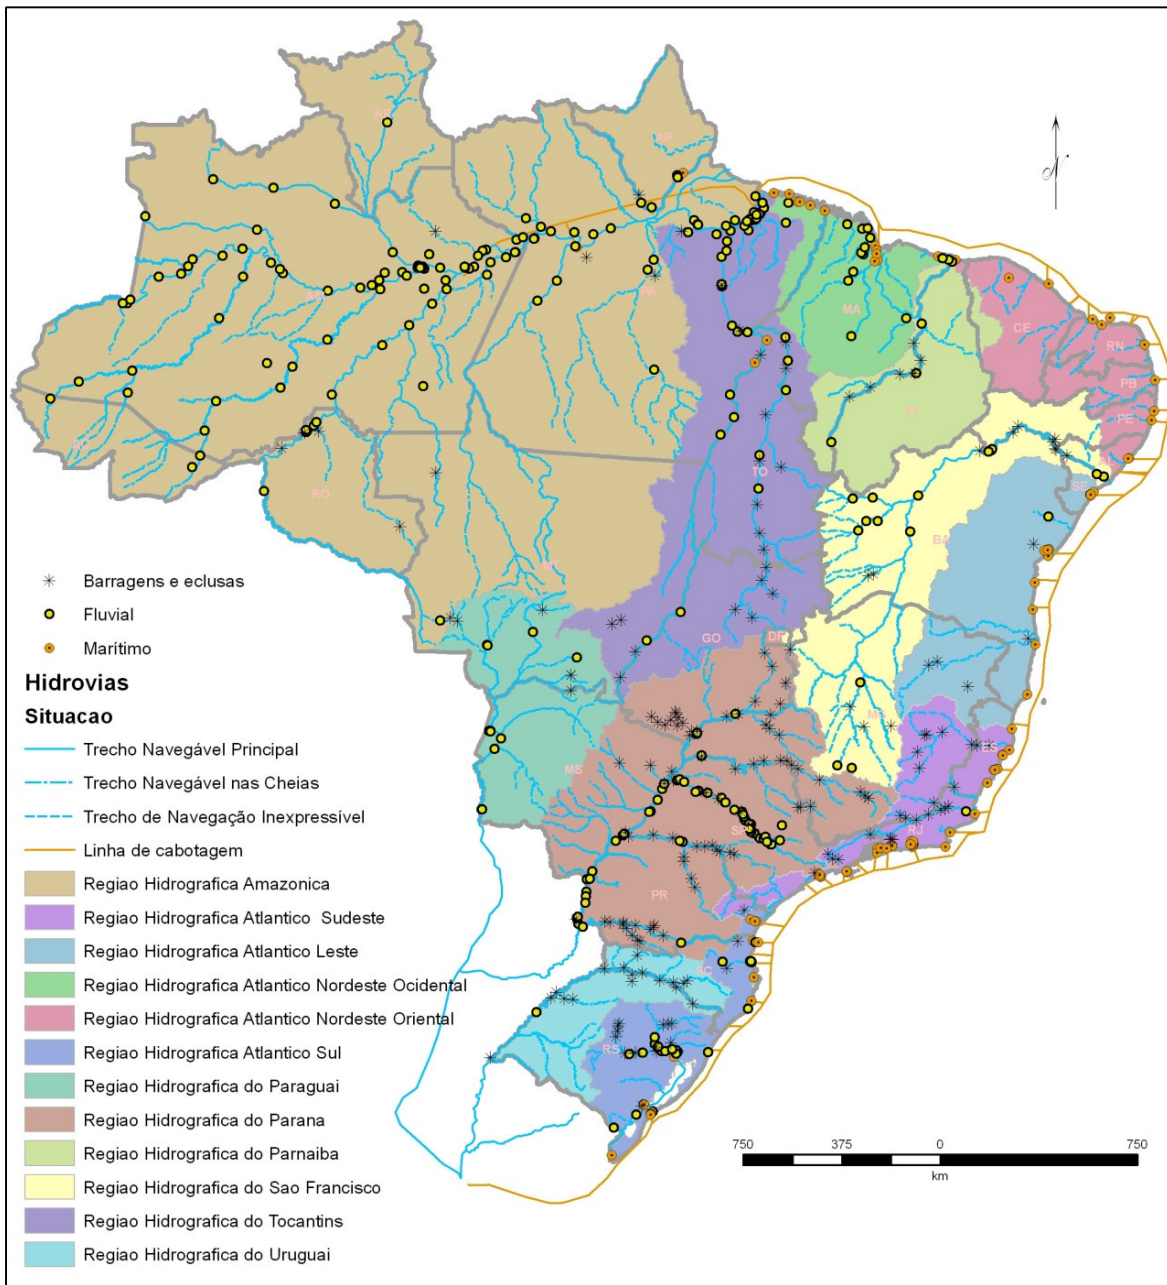 N
RR
AP
AM
PA
MA
CE
RN
PB
PE
AC
RO
TO
SE
BA
MT
GO
DF
MG
ES
MS
SP
RJ
PR
SC
RS
Barragens e eclusas
Fluvial
Marítimo
Hidrovias
Situacao
Trecho Navegável Principal
Trecho Navegável nas Cheias
Trecho de Navegação Inexpressível
Linha de cabotagem
Regiao Hidrografica Amazonica
Regiao Hidrografica Atlantico Sudeste
Regiao Hidrografica Atlantico Leste
Regiao Hidrografica Atlantico Nordeste Ocidental
Regiao Hidrografica Atlantico Nordeste Oriental
Regiao Hidrografica Atlantico Sul
Regiao Hidrografica do Paraguai
Regiao Hidrografica do Parana
Regiao Hidrografica do Parnaiba
Regiao Hidrografica do Sao Francisco
Regiao Hidrografica do Tocantins
Regiao Hidrografica do Uruguai
750 375 0 750
km